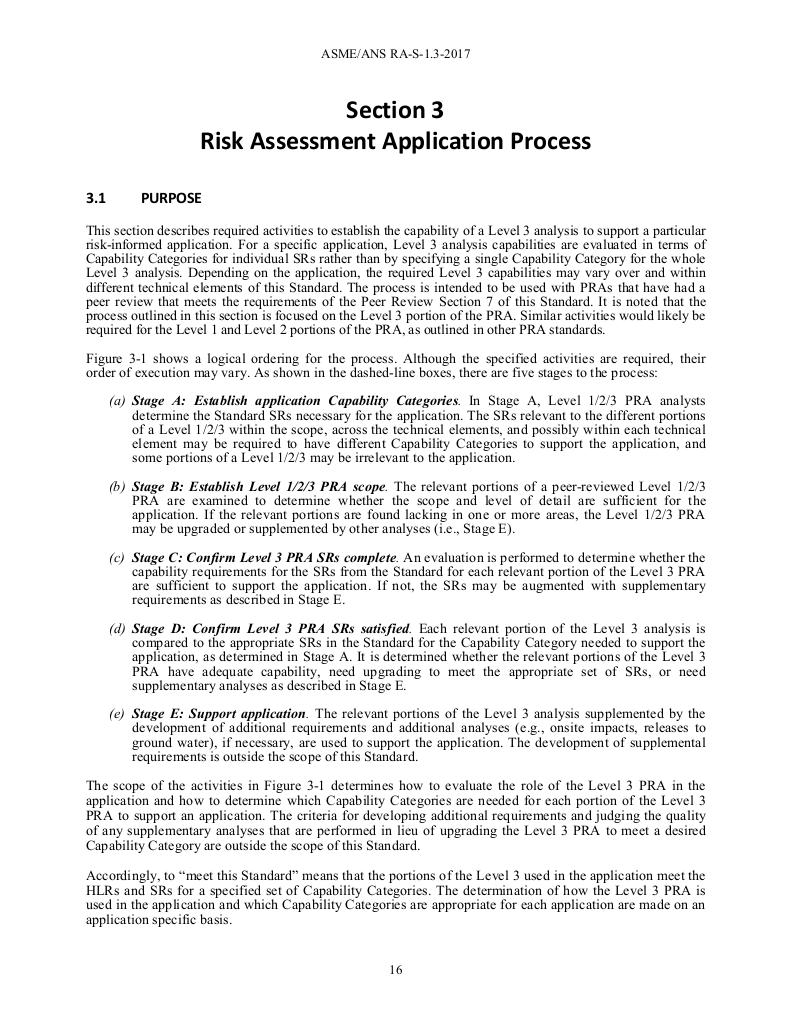 ASME/ANS RA-S-1.3-2017
Section 3
Risk Assessment Application Process
3.1 PURPOSE
This section describes required activities to establish the capability of a Level 3 analysis to support a particular
risk-informed application. For a specific application, Level 3 analysis capabilities are evaluated in terms of
Capability Categories for individual SRs rather than by specifying a single Capability Category for the whole
Level 3 analysis. Depending on the application, the required Level 3 capabilities may vary over and within
different technical elements of this Standard. The process is intended to be used with PRAs that have had a
peer review that meets the requirements of the Peer Review Section 7 of this Standard. It is noted that the
process outlined in this section is focused on the Level 3 portion of the PRA. Similar activities would likely be
required for the Level 1 and Level 2 portions of the PRA, as outlined in other PRA standards.
Figure 3-1 shows a logical ordering for the process. Although the specified activities are required, their
order of execution may vary. As shown in the dashed-line boxes, there are five stages to the process:
(a) Stage A: Establish application Capability Categories. In Stage A, Level 1/2/3 PRA analysts
determine the Standard SRs necessary for the application. The SRs relevant to the different portions
of a Level 1/2/3 within the scope, across the technical elements, and possibly within each technical
element may be required to have different Capability Categories to support the application, and
some portions of a Level 1/2/3 may be irrelevant to the application.
(b) Stage B: Establish Level 1/2/3 PRA scope. The relevant portions of a peer-reviewed Level 1/2/3
PRA are examined to determine whether the scope and level of detail are sufficient for the
application. If the relevant portions are found lacking in one or more areas, the Level 1/2/3 PRA
may be upgraded or supplemented by other analyses (i.e., Stage E).
(c) Stage C: Confirm Level 3 PRA SRs complete. An evaluation is performed to determine whether the
capability requirements for the SRs from the Standard for each relevant portion of the Level 3 PRA
are sufficient to support the application. If not, the SRs may be augmented with supplementary
requirements as described in Stage E.
(d) Stage D: Confirm Level 3 PRA SRs satisfied. Each relevant portion of the Level 3 analysis is
compared to the appropriate SRs in the Standard for the Capability Category needed to support the
application, as determined in Stage A. It is determined whether the relevant portions of the Level 3
PRA have adequate capability, need upgrading to meet the appropriate set of SRs, or need
supplementary analyses as described in Stage E.
(e) Stage E: Support application. The relevant portions of the Level 3 analysis supplemented by the
development of additional requirements and additional analyses (e.g., onsite impacts, releases to
ground water), if necessary, are used to support the application. The development of supplemental
requirements is outside the scope of this Standard.
The scope of the activities in Figure 3-1 determines how to evaluate the role of the Level 3 PRA in the
application and how to determine which Capability Categories are needed for each portion of the Level 3
PRA to support an application. The criteria for developing additional requirements and judging the quality
of any supplementary analyses that are performed in lieu of upgrading the Level 3 PRA to meet a desired
Capability Category are outside the scope of this Standard.
Accordingly, to “meet this Standard” means that the portions of the Level 3 used in the application meet the
HLRs and SRs for a specified set of Capability Categories. The determination of how the Level 3 PRA is
used in the application and which Capability Categories are appropriate for each application are made on an
application specific basis.
16